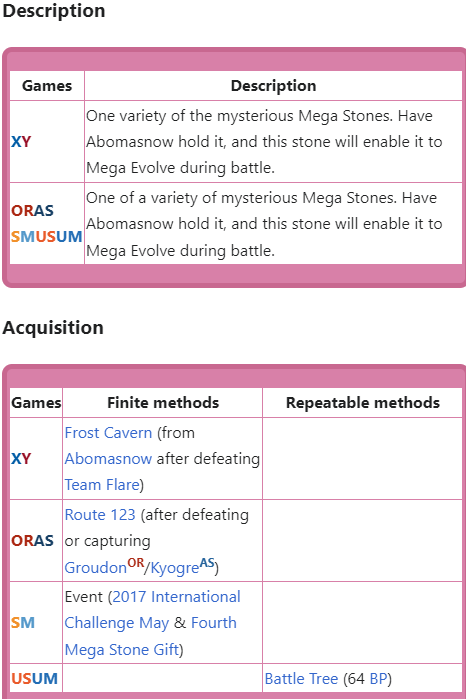 Description
Games Description
XY
One variety of the mysterious Mega Stones. Have
Abomasnow hold it, and this stone will enable it to
Mega Evolve during battle.
ORAS
SMUSUM
One of a variety of mysterious Mega Stones. Have
Abomasnow hold it, and this stone will enable it to
Mega Evolve during battle.
Acquisition
Games Finite methods Repeatable methods
XY
Frost Cavern (from
Abomasnow after defeating
Team Flare)
ORAS
Route 123 (after defeating
or capturing
GroudonOR/KyogreAS)
SM
Event (2017 International
Challenge May & Fourth
Mega Stone Gift)
USUM Battle Tree (64 BP)